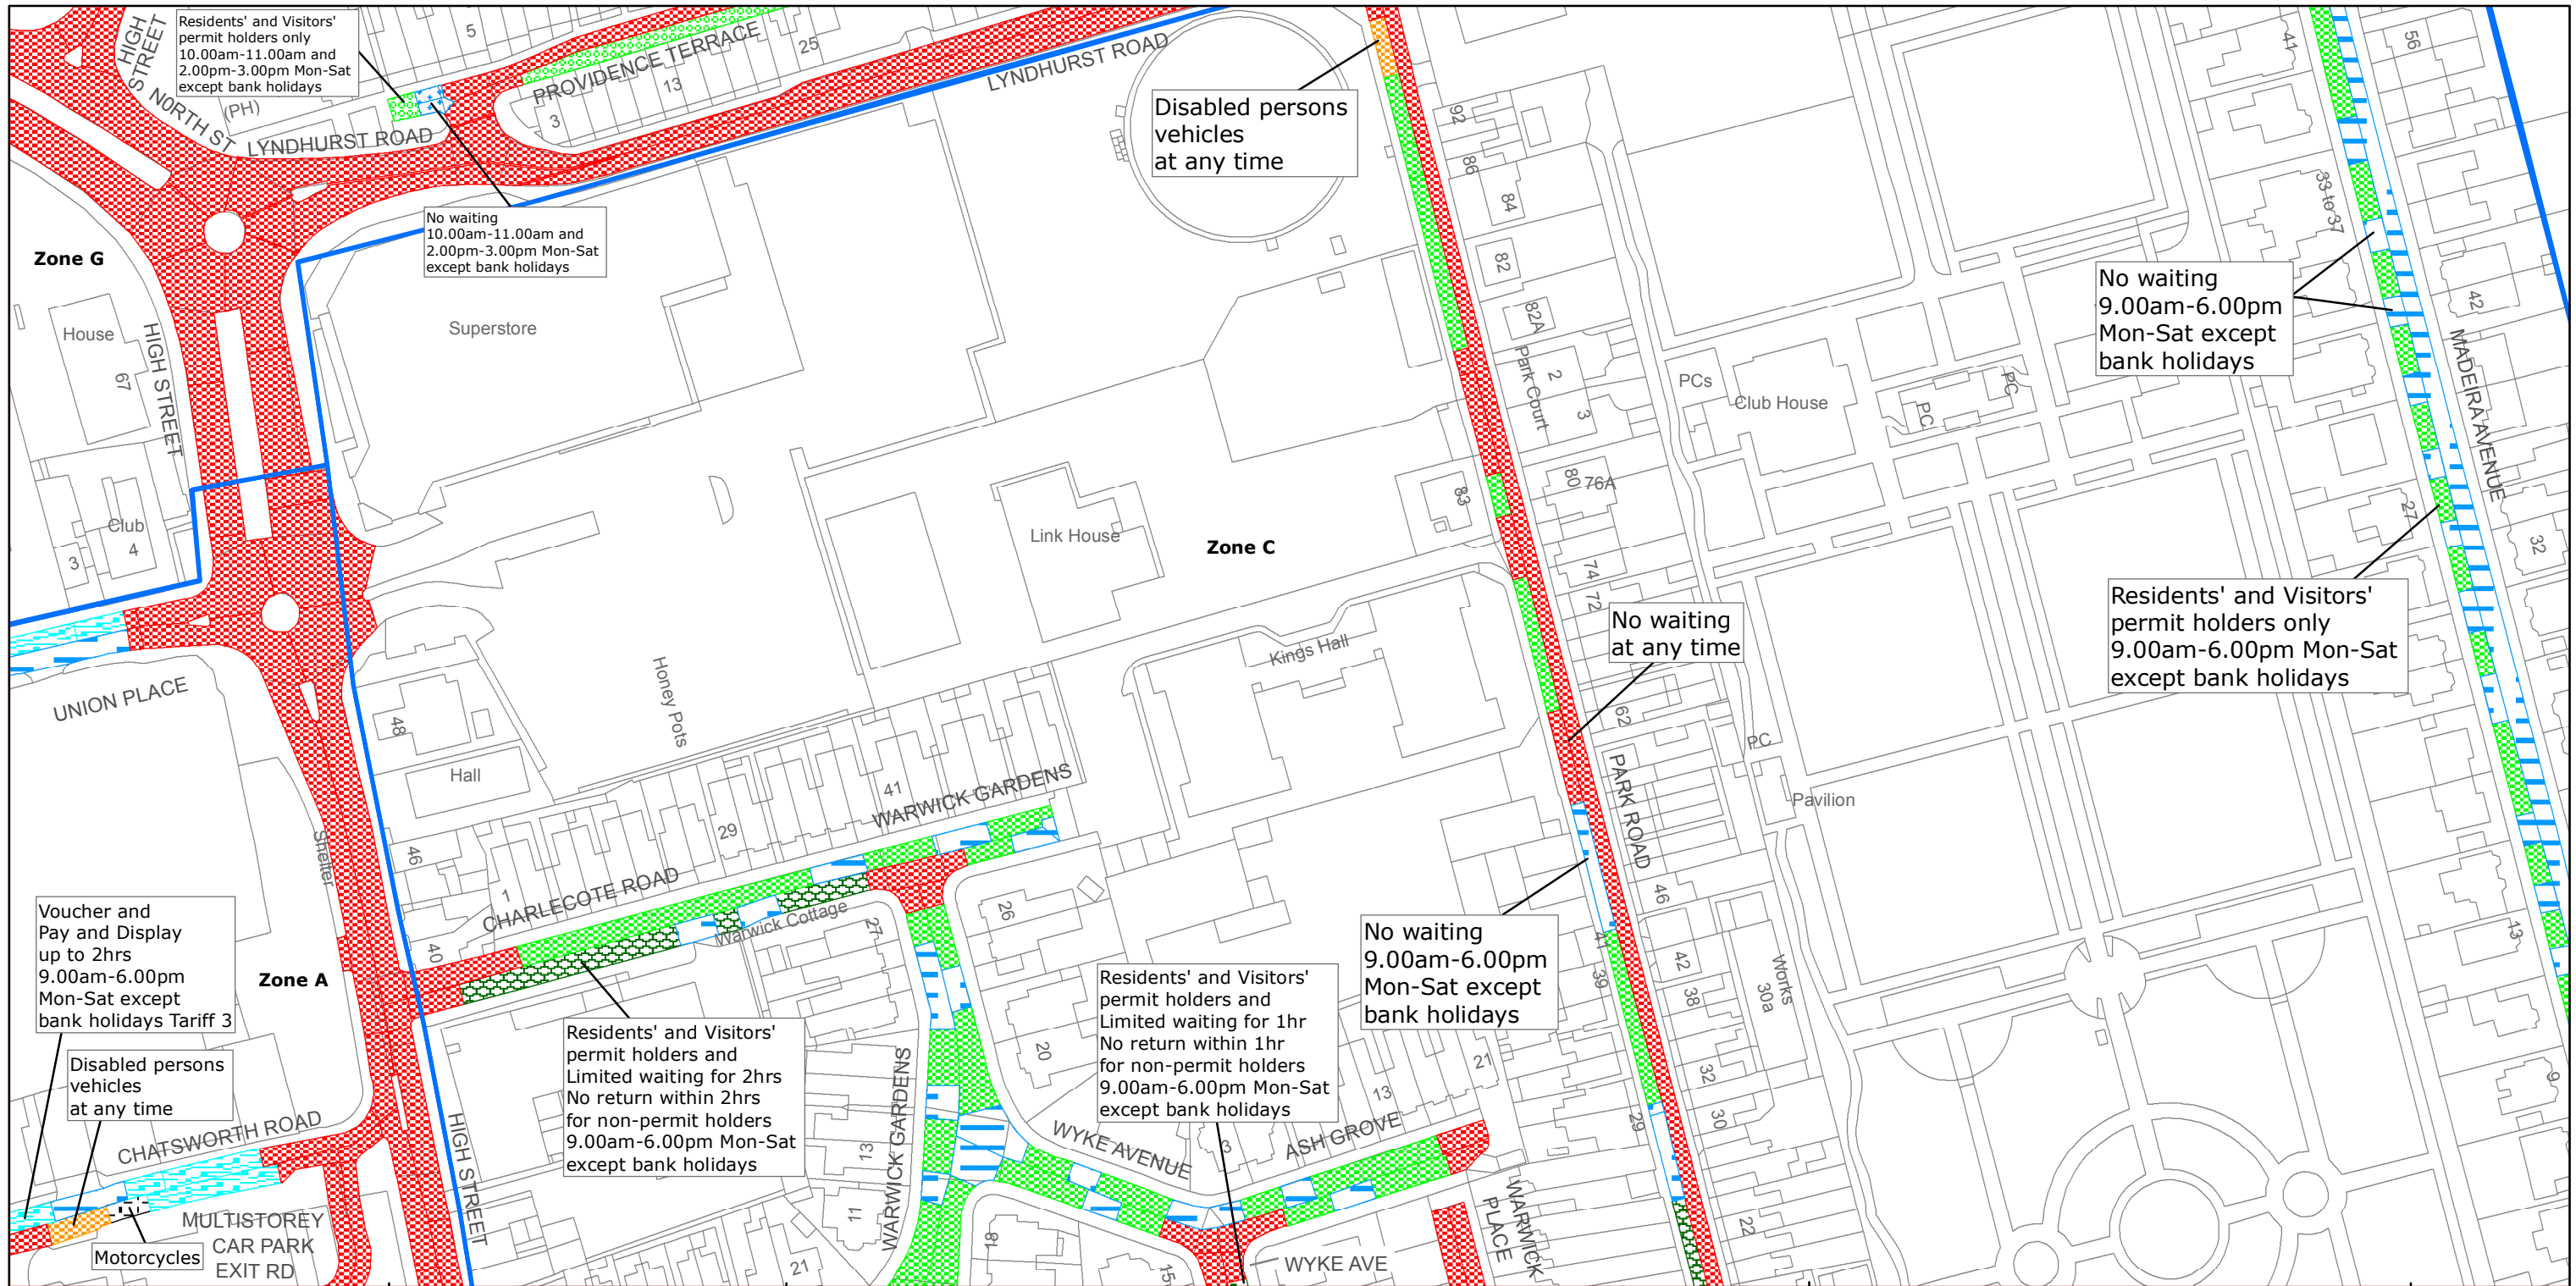 HIGH
STREET
Residents' and Visitors'
permit holders only
10.00am-11.00am and
2.00pm-3.00pm Mon-Sat
except bank holidays
5
25
PROVIDENCE TERRACE
13
3
LYNDHURST ROAD
NORTH ST
(PH)
LYNDHURST ROAD
No waiting
10.00am-11.00am and
2.00pm-3.00pm Mon-Sat
except bank holidays
Zone G
House
67
HIGH STREET
Superstore
Disabled persons
vehicles
at any time
92
86
84
82
82A
Park Court
2
3
80
76A
83
74
72
PCs
Club House
PC
PC
41
56
33 to 37
42
No waiting
9.00am-6.00pm
Mon-Sat except
bank holidays
MADEIRA AVENUE
27
32
Residents' and Visitors'
permit holders only
9.00am-6.00pm Mon-Sat
except bank holidays
Club
4
3
Link House
Zone C
Kings Hall
No waiting
at any time
62
PC
Pavilion
PARK ROAD
UNION PLACE
Honey Pots
48
Hall
Shelter
46
1
29
41
WARWICK GARDENS
CHARLECOTE ROAD
Warwick Cottage
27
26
40
20
Voucher and
Pay and Display
up to 2hrs
9.00am-6.00pm
Mon-Sat except
bank holidays Tariff 3
Zone A
Disabled persons
vehicles
at any time
CHATSWORTH ROAD
Motorcycles
MULTISTOREY
CAR PARK
EXIT RD
HIGH STREET
Residents' and Visitors'
permit holders and
Limited waiting for 2hrs
No return within 2hrs
for non-permit holders
9.00am-6.00pm Mon-Sat
except bank holidays
21
13
11
WARWICK GARDENS
18
15
Residents' and Visitors'
permit holders and
Limited waiting for 1hr
No return within 1hr
for non-permit holders
9.00am-6.00pm Mon-Sat
except bank holidays
WYKE AVENUE
3
ASH GROVE
13
21
WYKE AVE
WARWICK
PLACE
No waiting
9.00am-6.00pm
Mon-Sat except
bank holidays
41
39
29
46
42
38
Works
30a
32
30
22
13
9